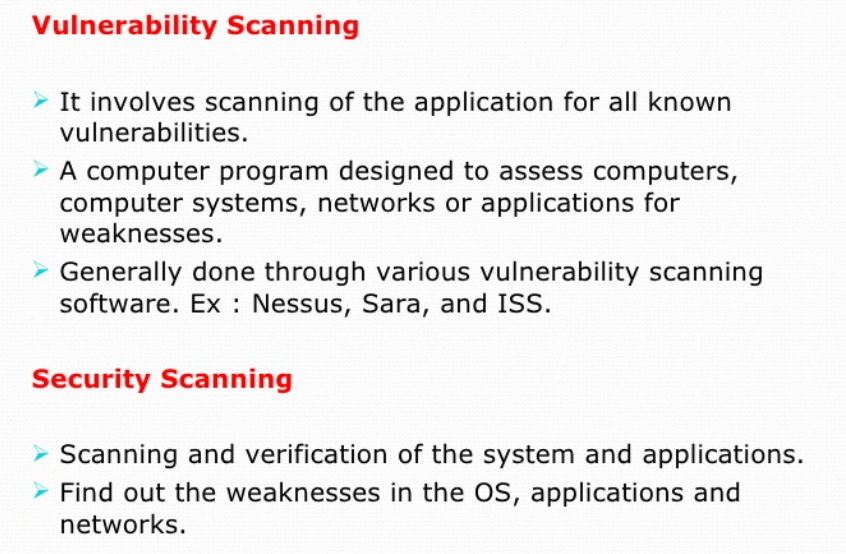 Vulnerability Scanning
➢ It involves scanning of the application for all known
vulnerabilities.
➢ A computer program designed to assess computers,
computer systems, networks or applications for
weaknesses.
➢ Generally done through various vulnerability scanning
software. Ex : Nessus, Sara, and ISS.
Security Scanning
➢ Scanning and verification of the system and applications.
➢ Find out the weaknesses in the OS, applications and
networks.